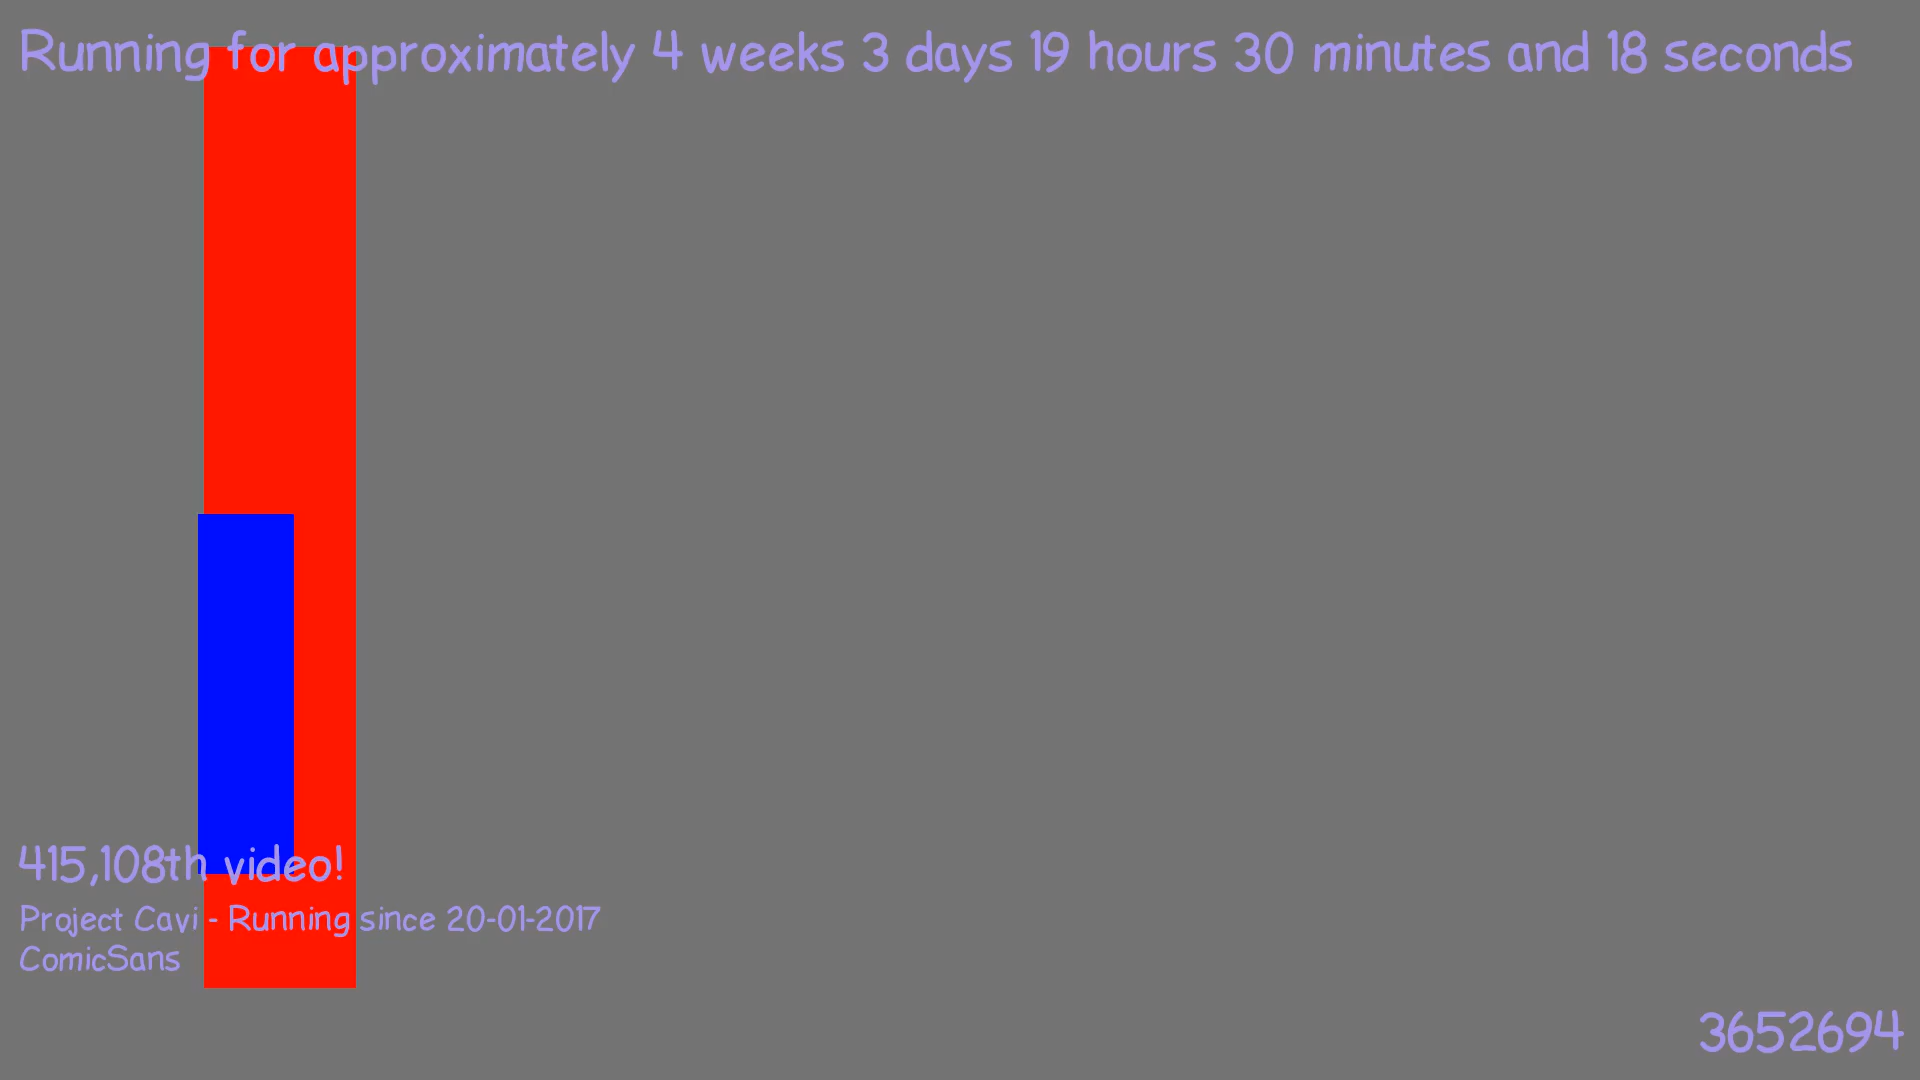 Running for approximately 4 weeks 3 days 19 hours 30 minutes and 18 seconds
415,108th video!
Project Cavi - Running since 20-01-2017
ComicSans
3652694